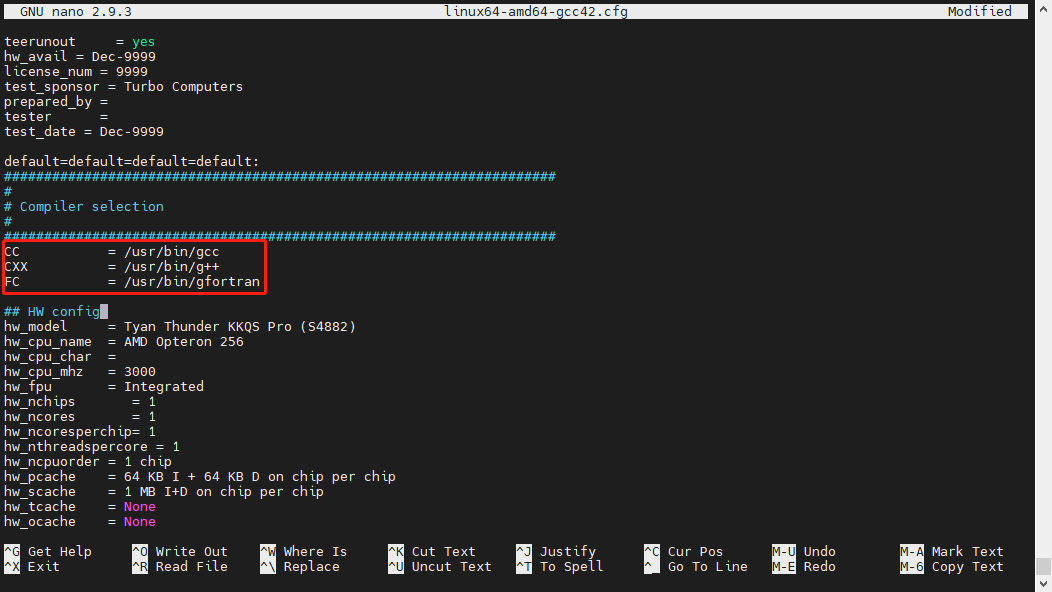 GNU nano 2.9.3 linux64-amd64-gcc42.cfg Modified
teerunout = yes
hw_avail = Dec-9999
license_num = 9999
test_sponsor = Turbo Computers
prepared_by =
tester =
test_date = Dec-9999
default=default=default=default:
#####################################################################
#
# Compiler selection
#
#####################################################################
CC = /usr/bin/gcc
CXX = /usr/bin/g++
FC = /usr/bin/gfortran
## HW config
hw_model = Tyan Thunder KKQS Pro (S4882)
hw_cpu_name = AMD Opteron 256
hw_cpu_char =
hw_cpu_mhz = 3000
hw_fpu = Integrated
hw_nchips = 1
hw_ncores = 1
hw_ncoresperchip= 1
hw_nthreadspercore = 1
hw_ncpuorder = 1 chip
hw_pcache = 64 KB I + 64 KB D on chip per chip
hw_scache = 1 MB I+D on chip per chip
hw_tcache = None
hw_ocache = None
^G Get Help ^O Write Out ^W Where Is ^K Cut Text ^J Justify ^C Cur Pos M-U Undo M-A Mark Text
^X Exit ^R Read File ^\ Replace ^U Uncut Text ^T To Spell ^_ Go To Line M-E Redo M-6 Copy Text